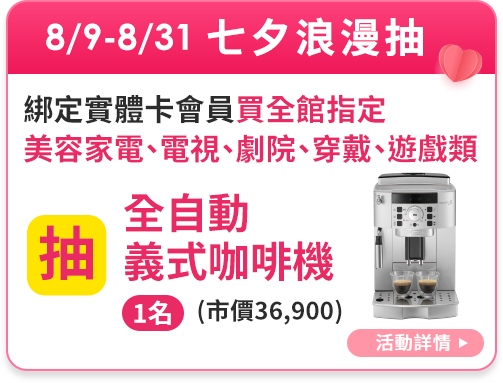 8/9-8/31 七夕浪漫抽
綁定實體卡會員買全館指定
美容家電、電視、劇院、穿戴、遊戲類
抽
全自動
義式咖啡機
1名 (市價36,900)
活動詳情